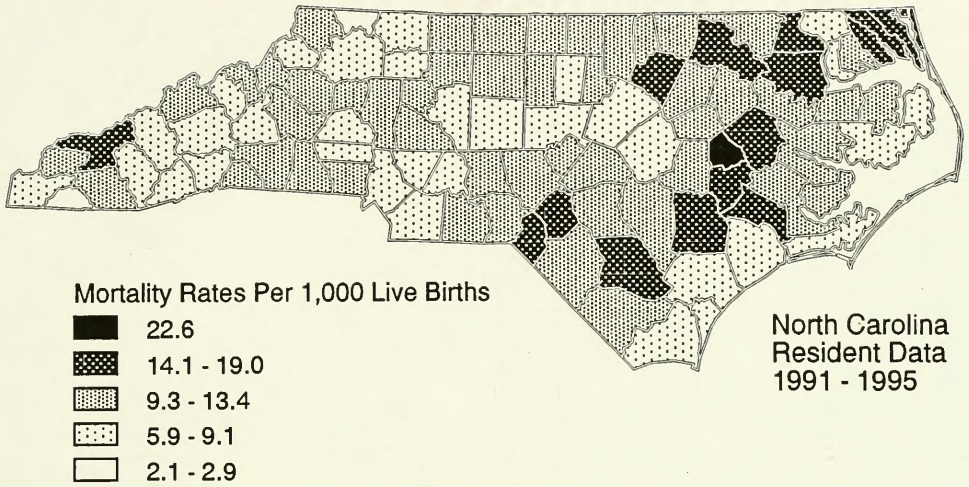 Mortality Rates Per 1,000 Live Births
22.6
14.1 - 19.0
9.3 - 13.4
5.9 - 9.1
2.1 - 2.9
North Carolina
Resident Data
1991 - 1995